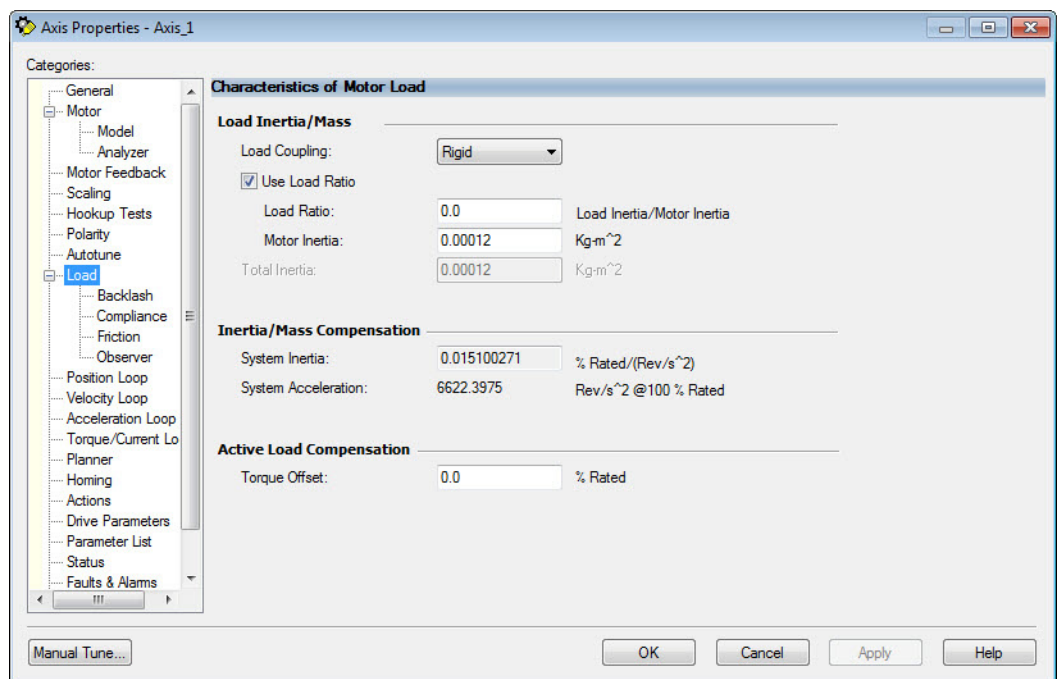 Axis Properties - Axis_1
Categories:
General
Motor
Model
Analyzer
Motor Feedback
Scaling
Hookup Tests
Polarity
Autotune
Load
Backlash
Compliance
Friction
Observer
Position Loop
Velocity Loop
Acceleration Loop
Torque/Current Lo
Planner
Homing
Actions
Drive Parameters
Parameter List
Status
Faults & Alarms
Characteristics of Motor Load
Load Inertia/Mass
Load Coupling: Rigid
Use Load Ratio
Load Ratio: 0.0 Load Inertia/Motor Inertia
Motor Inertia: 0.00012 Kg-m^2
Total Inertia: 0.00012 Kg-m^2
Inertia/Mass Compensation
System Inertia: 0.015100271 % Rated/(Rev/s^2)
System Acceleration: 6622.3975 Rev/s^2 @100 % Rated
Active Load Compensation
Torque Offset: 0.0 % Rated
Manual Tune... OK Cancel Apply Help